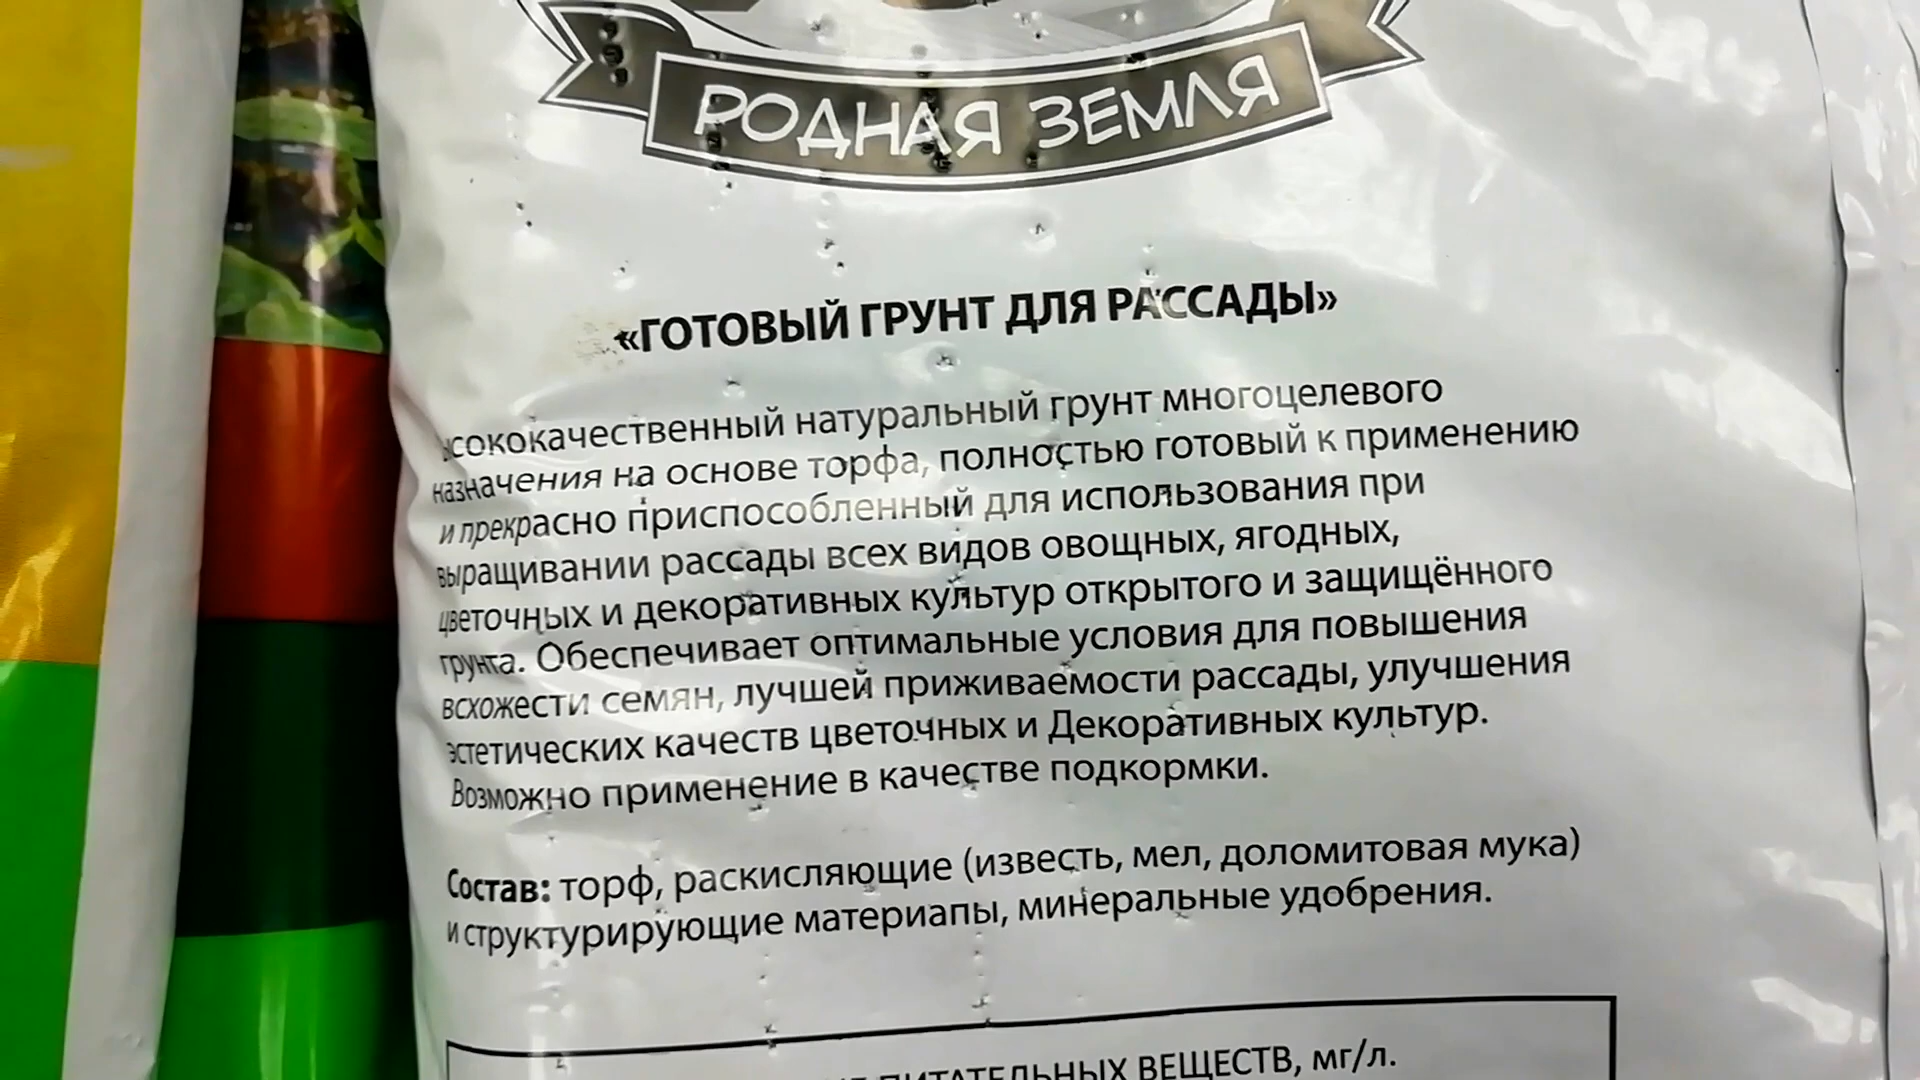 РОДНАЯ ЗЕМЛЯ
«ГОТОВЫЙ ГРУНТ ДЛЯ РАССАДЫ»
ысококачественный натуральный грунт многоцелевого
назначения на основе торфа, полностью готовый к применению
и прекрасно приспособленный для использования при
выращивании рассады всех видов овощных, ягодных,
цветочных и декоративных культур открытого и защищённого
грунта. Обеспечивает оптимальные условия для повышения
всхожести семян, лучшей приживаемости рассады, улучшения
эстетических качеств цветочных и Декоративных культур.
Возможно применение в качестве подкормки.
Состав: торф, раскисляющие (известь, мел, доломитовая мука)
и структурирующие материапы, минеральные удобрения.
ПИТАТЕЛЬНЫХ ВЕЩЕСТВ, мг/л.